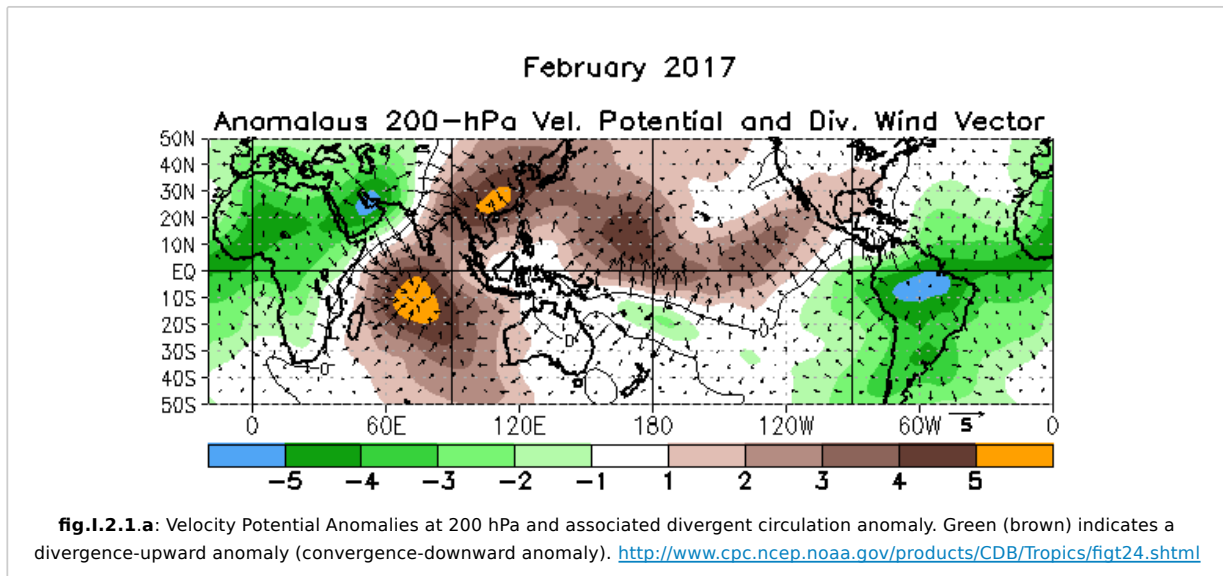 February 2017
Anomalous 200-hPa Vel. Potential and Div. Wind Vector
50N
40N
30N
20N
10N
EQ
10S
20S
30S
40S
50S
0
0
0
0 60E 120E 180 120W 60W 5 0
-5 -4 -3 -2 -1 1 2 3 4 5
fig.I.2.1.a: Velocity Potential Anomalies at 200 hPa and associated divergent circulation anomaly. Green (brown) indicates a
divergence-upward anomaly (convergence-downward anomaly). http://www.cpc.ncep.noaa.gov/products/CDB/Tropics/figt24.shtml